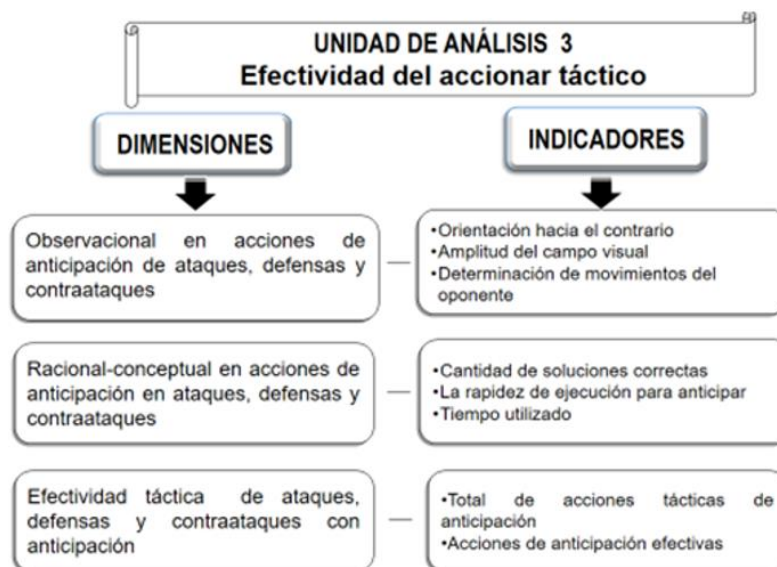 UNIDAD DE ANÁLISIS 3
Efectividad del accionar táctico
DIMENSIONES
INDICADORES
Observacional en acciones de
anticipación de ataques, defensas y
contraataques
•Orientación hacia el contrario
•Amplitud del campo visual
•Determinación de movimientos del
oponente
Racional-conceptual en acciones de
anticipación en ataques, defensas y
contraataques
•Cantidad de soluciones correctas
•La rapidez de ejecución para anticipar
•Tiempo utilizado
Efectividad táctica de ataques,
defensas y contraataques con
anticipación
•Total de acciones tácticas de
anticipación
•Acciones de anticipación efectivas